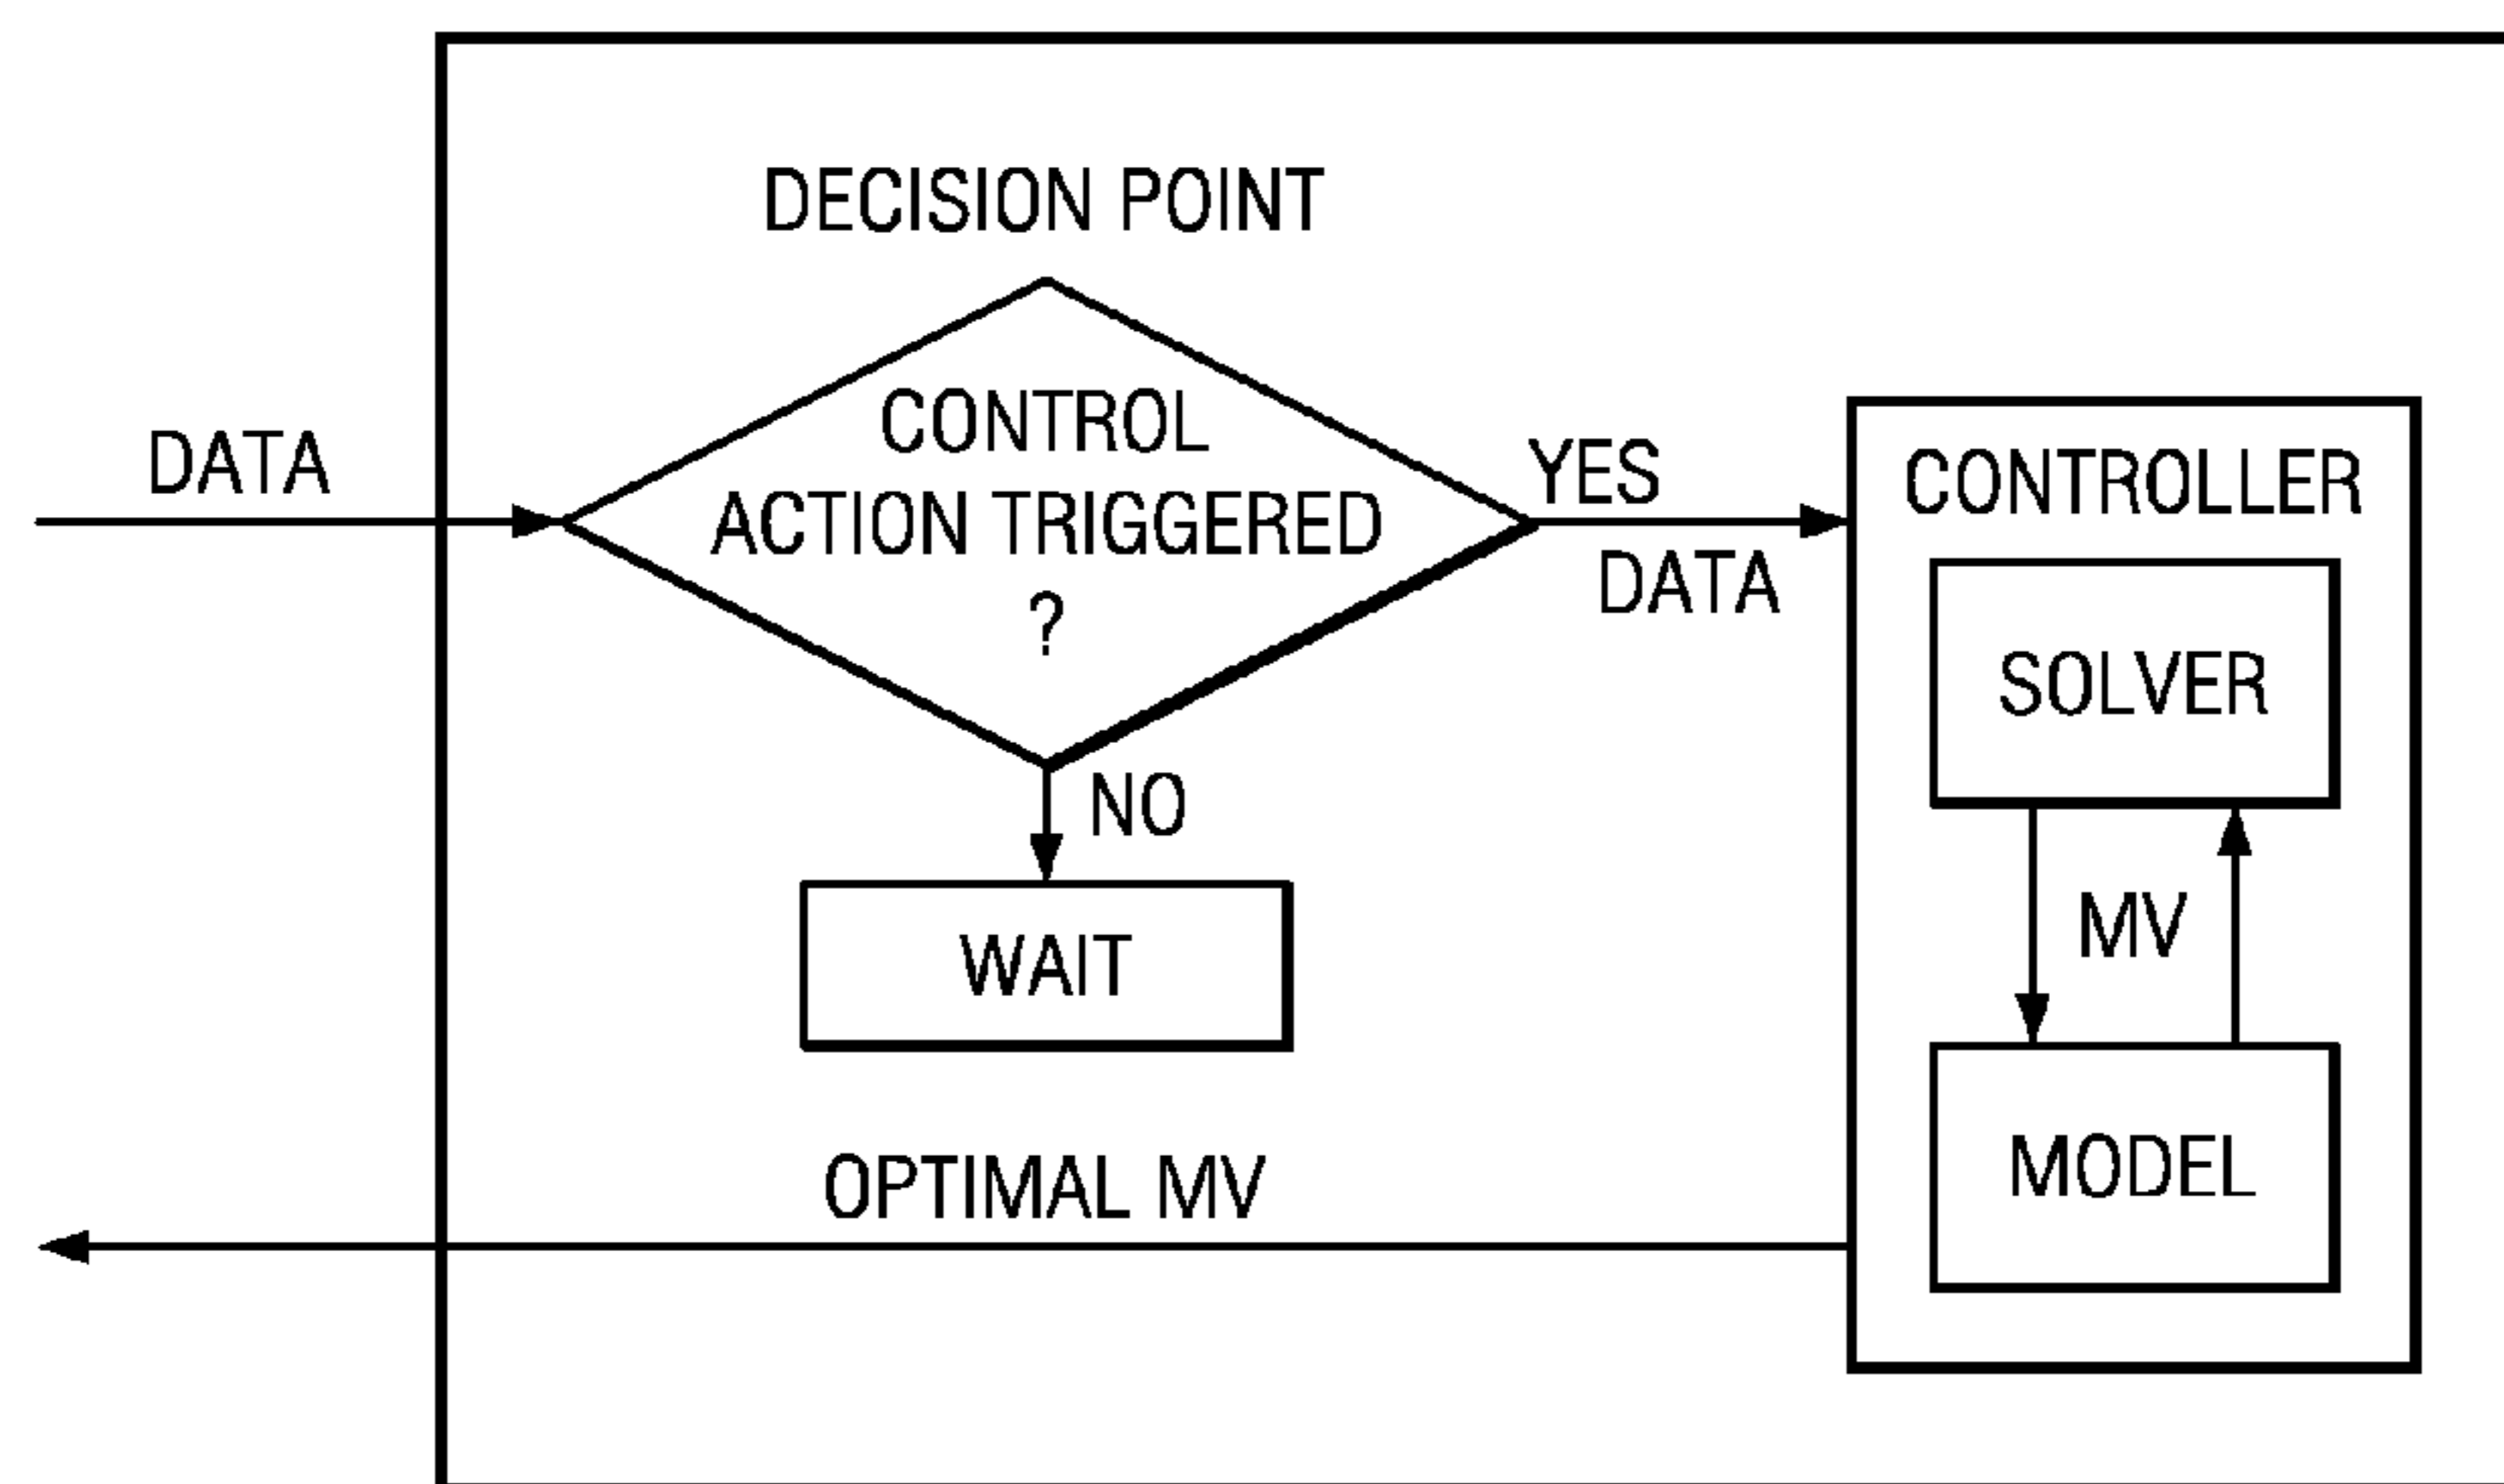 DECISION POINT
DATA
CONTROL
ACTION TRIGGERED
?
YES
DATA
NO
WAIT
OPTIMAL MV
CONTROLLER
SOLVER
MV
MODEL